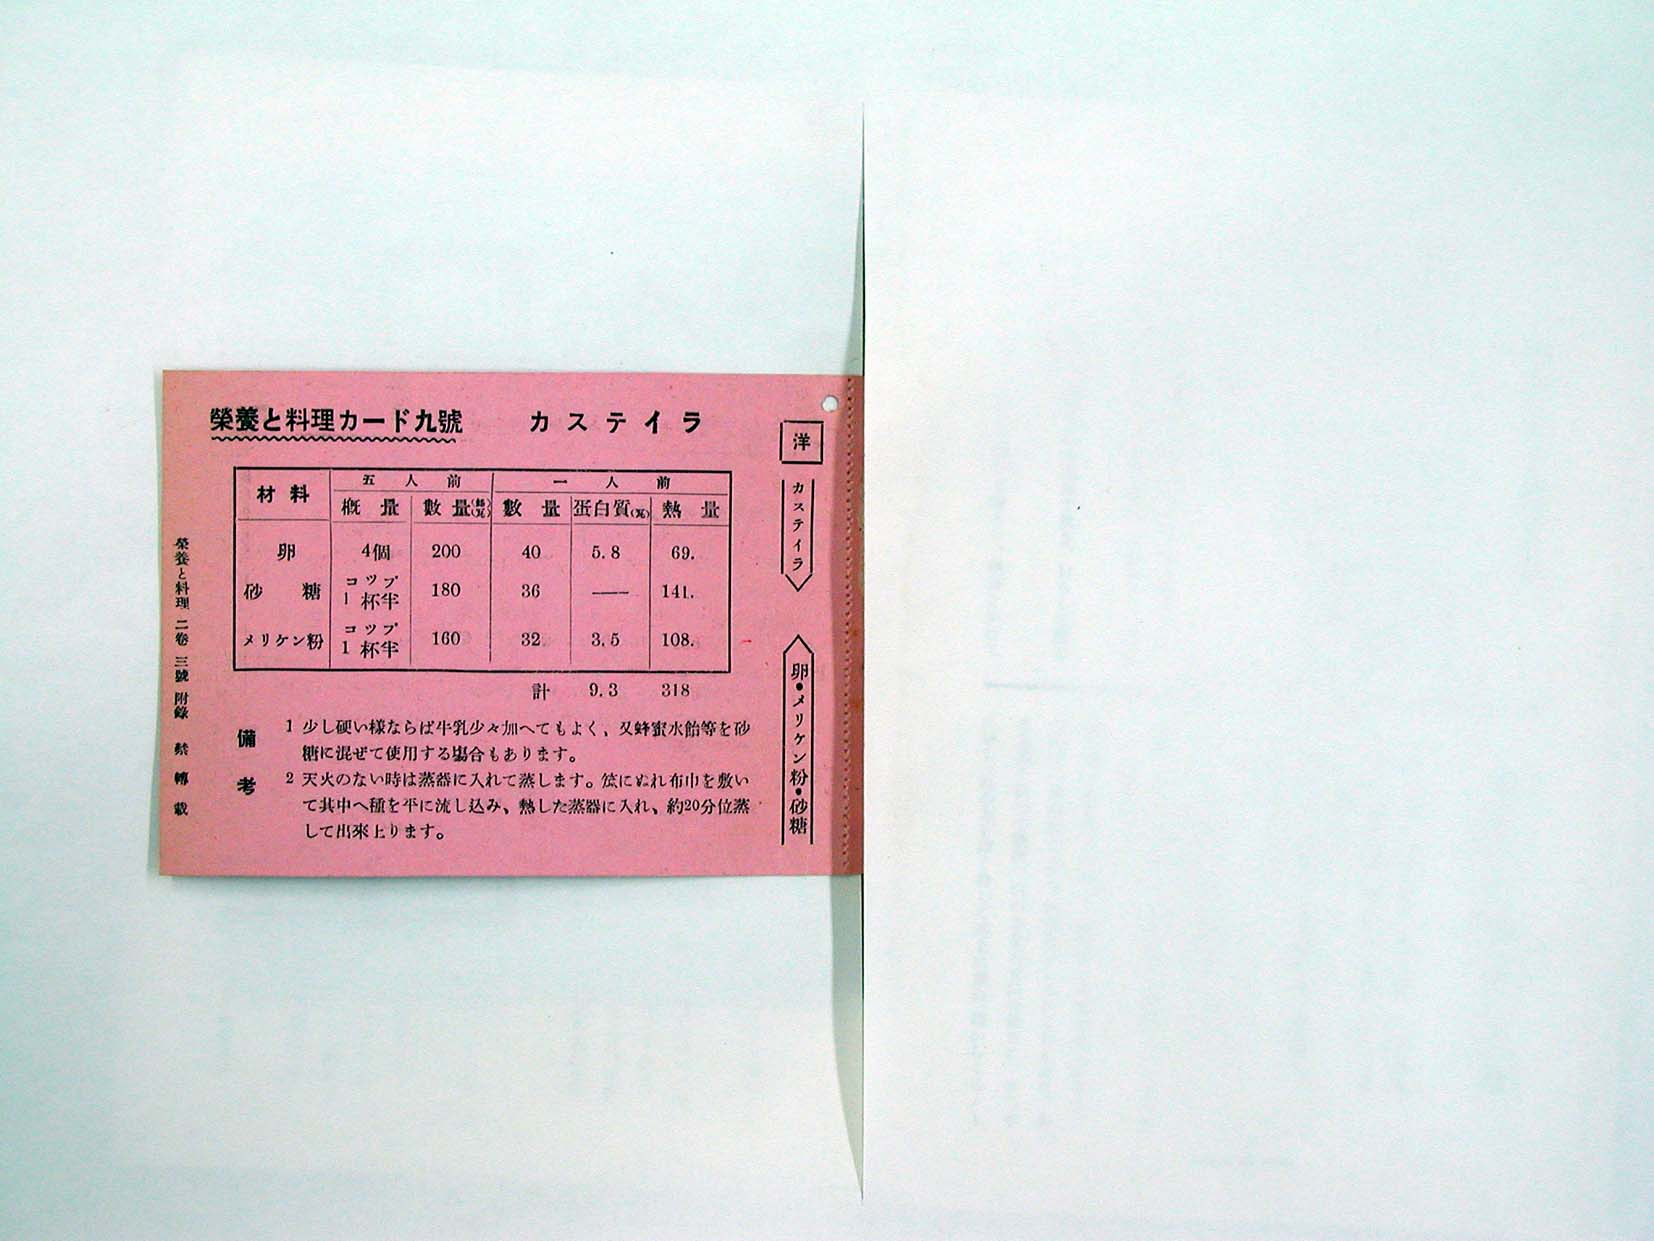 榮養と料理カード九號　カステイラ
材料　五人前　一人前
概量　數量(瓦)　數量　蛋白質(瓦)　熱量
卵　4個　200　40　5.8　69.
砂糖　コツプ1杯半　180　36　——　141.
メリケン粉　コツプ1杯半　160　32　3.5　108.
計　9.3　318
備考
1 少し硬い様ならば牛乳少々加へてもよく、又蜂蜜水飴等を砂
糖に混ぜて使用する場合もあります。
2 天火のない時は蒸器に入れて蒸します。筺にぬれ布巾を敷い
て其中へ種を平に流し込み、熱した蒸器に入れ、約20分位蒸
して出來上ります。
洋
カステイラ
卵・メリケン粉・砂糖
榮養と料理 二卷 三號 附錄 禁轉載